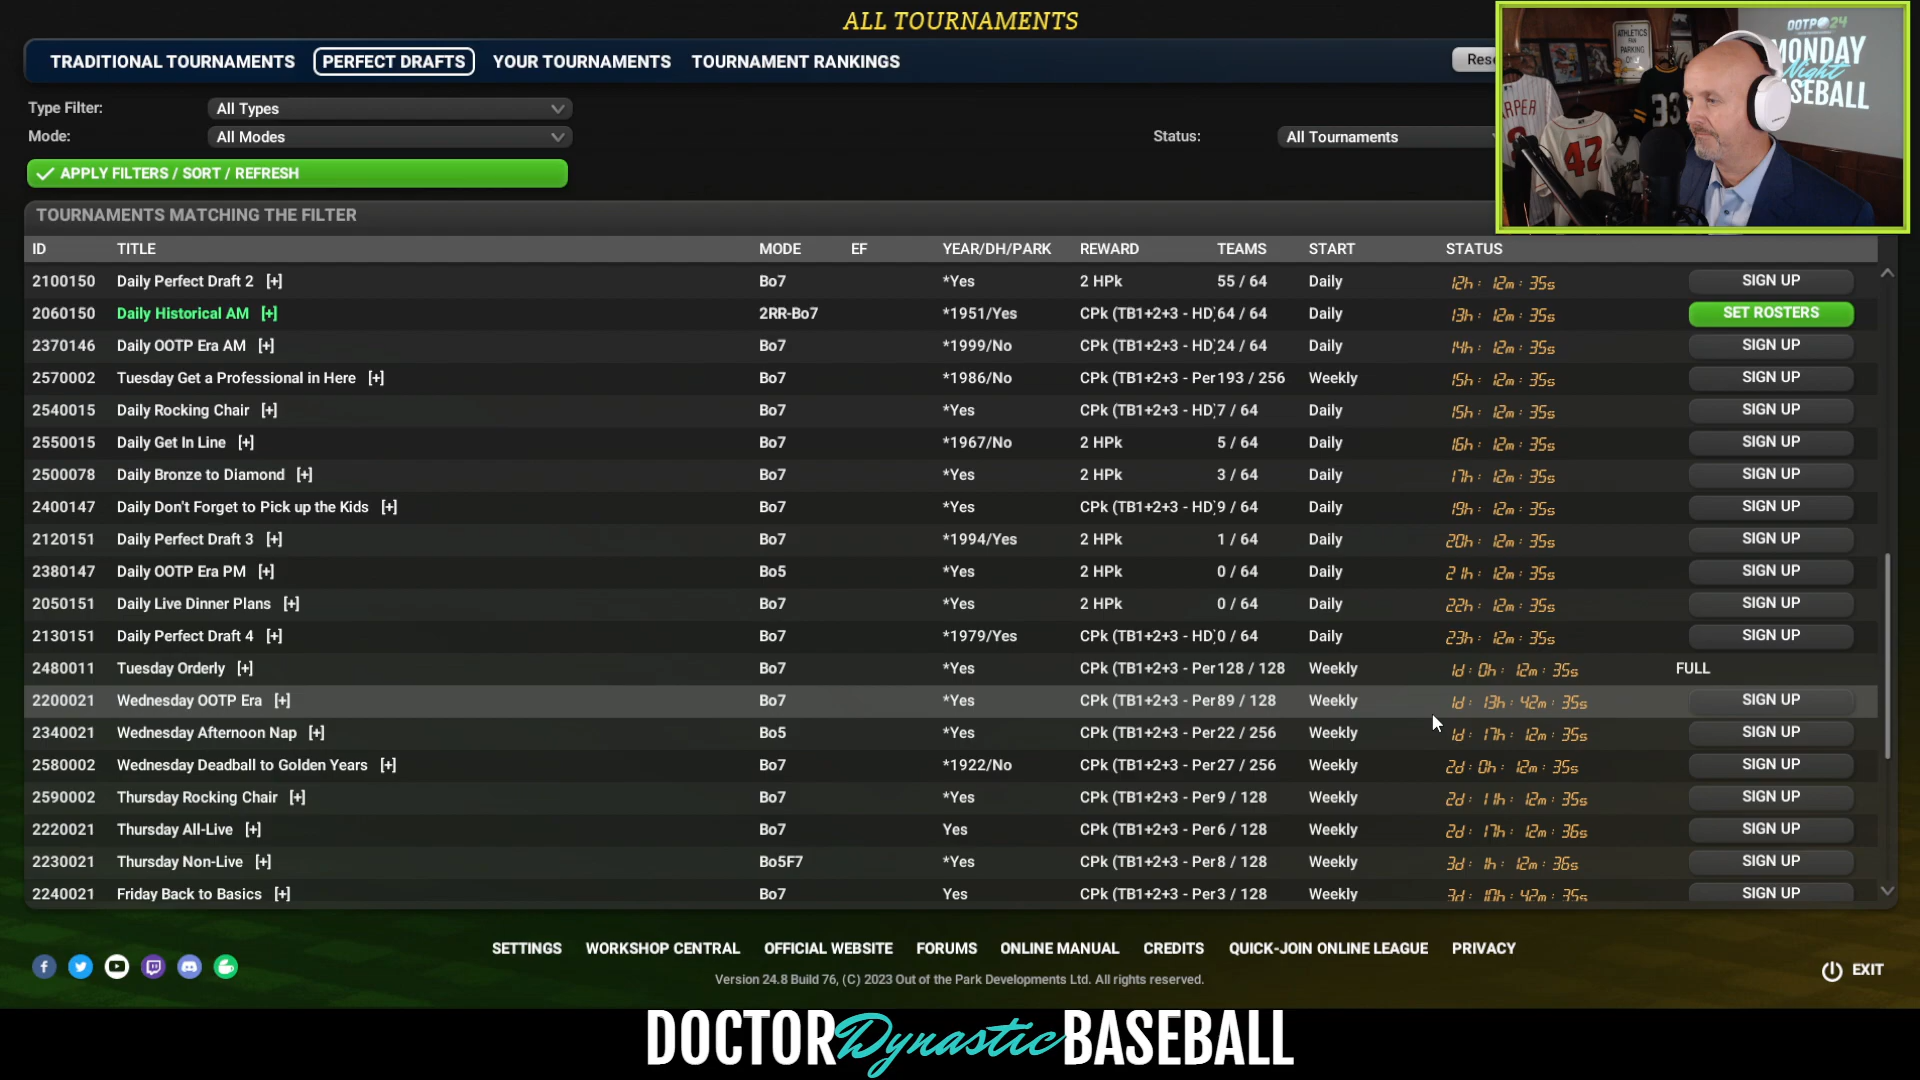 ALL TOURNAMENTS
TRADITIONAL TOURNAMENTS PERFECT DRAFTS YOUR TOURNAMENTS TOURNAMENT RANKINGS
Type Filter: All Types
Mode: All Modes Status: All Tournaments
APPLY FILTERS / SORT / REFRESH
TOURNAMENTS MATCHING THE FILTER
ID TITLE MODE EF YEAR/DH/PARK REWARD TEAMS START STATUS
2100150 Daily Perfect Draft 2 [+] Bo7 *Yes 2 HPk 55 / 64 Daily 12h : 12m : 35s SIGN UP
2060150 Daily Historical AM [+] 2RR-Bo7 *1951/Yes CPk (TB1+2+3 - HD) 64 / 64 Daily 13h : 12m : 35s SET ROSTERS
2370146 Daily OOTP Era AM [+] Bo7 *1999/No CPk (TB1+2+3 - HD) 24 / 64 Daily 14h : 12m : 35s SIGN UP
2570002 Tuesday Get a Professional in Here [+] Bo7 *1986/No CPk (TB1+2+3 - Per 193 / 256 Weekly 15h : 12m : 35s SIGN UP
2540015 Daily Rocking Chair [+] Bo7 *Yes CPk (TB1+2+3 - HD) 7 / 64 Daily 15h : 12m : 35s SIGN UP
2550015 Daily Get In Line [+] Bo7 *1967/No 2 HPk 5 / 64 Daily 16h : 12m : 35s SIGN UP
2500078 Daily Bronze to Diamond [+] Bo7 *Yes 2 HPk 3 / 64 Daily 17h : 12m : 35s SIGN UP
2400147 Daily Don't Forget to Pick up the Kids [+] Bo7 *Yes CPk (TB1+2+3 - HD) 9 / 64 Daily 19h : 12m : 35s SIGN UP
2120151 Daily Perfect Draft 3 [+] Bo7 *1994/Yes 2 HPk 1 / 64 Daily 20h : 12m : 35s SIGN UP
2380147 Daily OOTP Era PM [+] Bo5 *Yes 2 HPk 0 / 64 Daily 21h : 12m : 35s SIGN UP
2050151 Daily Live Dinner Plans [+] Bo7 *Yes 2 HPk 0 / 64 Daily 22h : 12m : 35s SIGN UP
2130151 Daily Perfect Draft 4 [+] Bo7 *1979/Yes CPk (TB1+2+3 - HD) 0 / 64 Daily 23h : 12m : 35s SIGN UP
2480011 Tuesday Orderly [+] Bo7 *Yes CPk (TB1+2+3 - Per 128 / 128 Weekly 1d : 0h : 12m : 35s FULL
2200021 Wednesday OOTP Era [+] Bo7 *Yes CPk (TB1+2+3 - Per 89 / 128 Weekly 1d : 13h : 42m : 35s SIGN UP
2340021 Wednesday Afternoon Nap [+] Bo5 *Yes CPk (TB1+2+3 - Per 22 / 256 Weekly 1d : 17h : 12m : 35s SIGN UP
2580002 Wednesday Deadball to Golden Years [+] Bo7 *1922/No CPk (TB1+2+3 - Per 27 / 256 Weekly 2d : 0h : 12m : 35s SIGN UP
2590002 Thursday Rocking Chair [+] Bo7 *Yes CPk (TB1+2+3 - Per 9 / 128 Weekly 2d : 11h : 12m : 35s SIGN UP
2220021 Thursday All-Live [+] Bo7 Yes CPk (TB1+2+3 - Per 6 / 128 Weekly 2d : 17h : 12m : 36s SIGN UP
2230021 Thursday Non-Live [+] Bo5F7 *Yes CPk (TB1+2+3 - Per 8 / 128 Weekly 3d : 1h : 12m : 36s SIGN UP
2240021 Friday Back to Basics [+] Bo7 Yes CPk (TB1+2+3 - Per 3 / 128 Weekly 3d : 10h : 42m : 35s SIGN UP
SETTINGS WORKSHOP CENTRAL OFFICIAL WEBSITE FORUMS ONLINE MANUAL CREDITS QUICK-JOIN ONLINE LEAGUE PRIVACY
Version 24.8 Build 76, (C) 2023 Out of the Park Developments Ltd. All rights reserved.
EXIT
DOCTOR Dynastic BASEBALL
OOTP 24
MONDAY
Night
SEBALL
ATHLETICS
FAN
PARKING
ONLY
ARPER
42
33